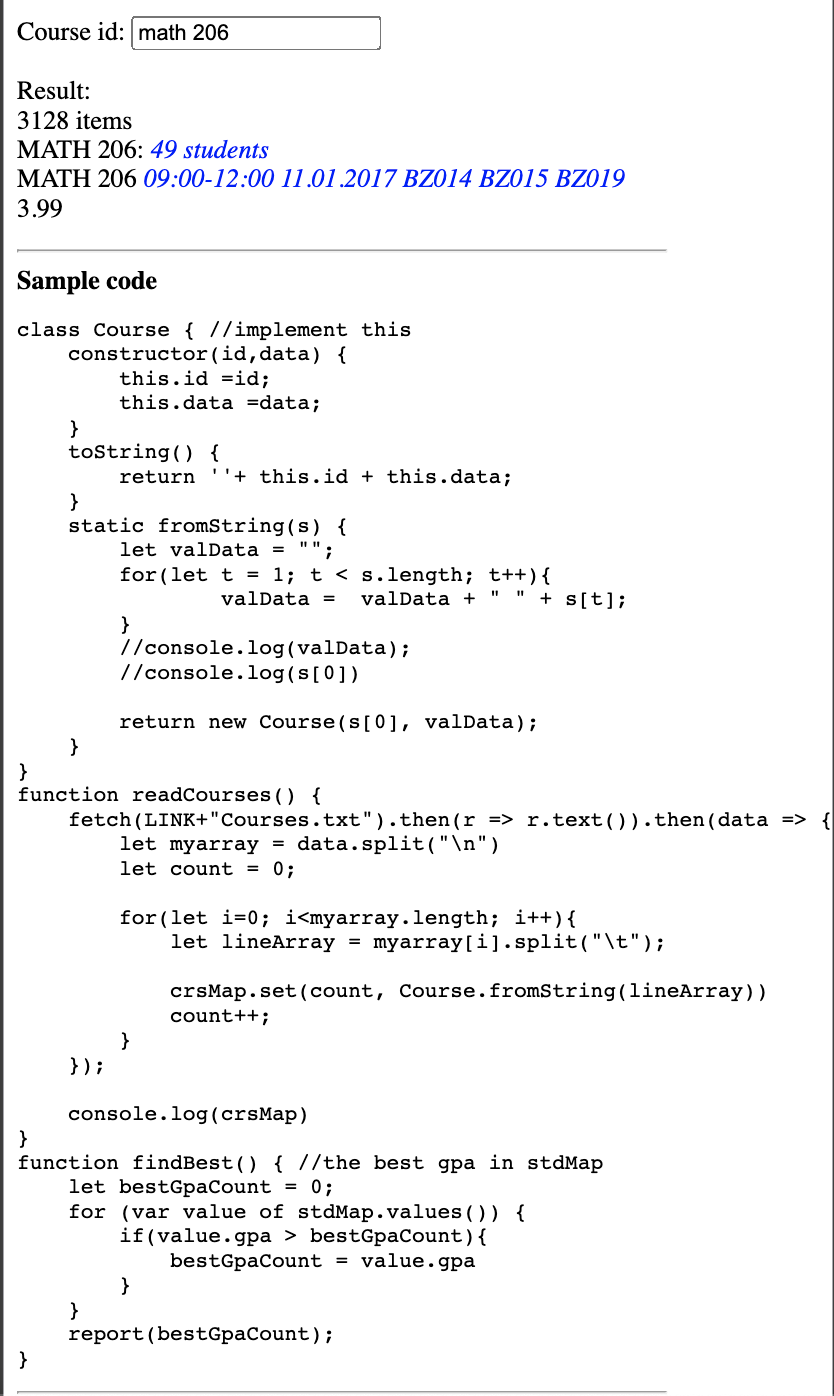 Course id: math 206
Result:
3128 items
MATH 206: 49 students
MATH 206 09:00-12:00 11.01.2017 BZ014 BZ015 BZ019
3.99
Sample code
class Course { //implement this
    constructor(id,data) {
        this.id =id;
        this.data =data;
    }
    toString() {
        return ''+ this.id + this.data;
    }
    static fromString(s) {
        let valData = "";
        for(let t = 1; t < s.length; t++){
                valData =  valData + " " + s[t];
        }
        //console.log(valData);
        //console.log(s[0])
        return new Course(s[0], valData);
    }
}
function readCourses() {
    fetch(LINK+"Courses.txt").then(r => r.text()).then(data => {
        let myarray = data.split("\n")
        let count = 0;
        for(let i=0; i<myarray.length; i++){
            let lineArray = myarray[i].split("\t");
            crsMap.set(count, Course.fromString(lineArray))
            count++;
        }
    });
    console.log(crsMap)
}
function findBest() { //the best gpa in stdMap
    let bestGpaCount = 0;
    for (var value of stdMap.values()) {
        if(value.gpa > bestGpaCount){
            bestGpaCount = value.gpa
        }
    }
    report(bestGpaCount);
}